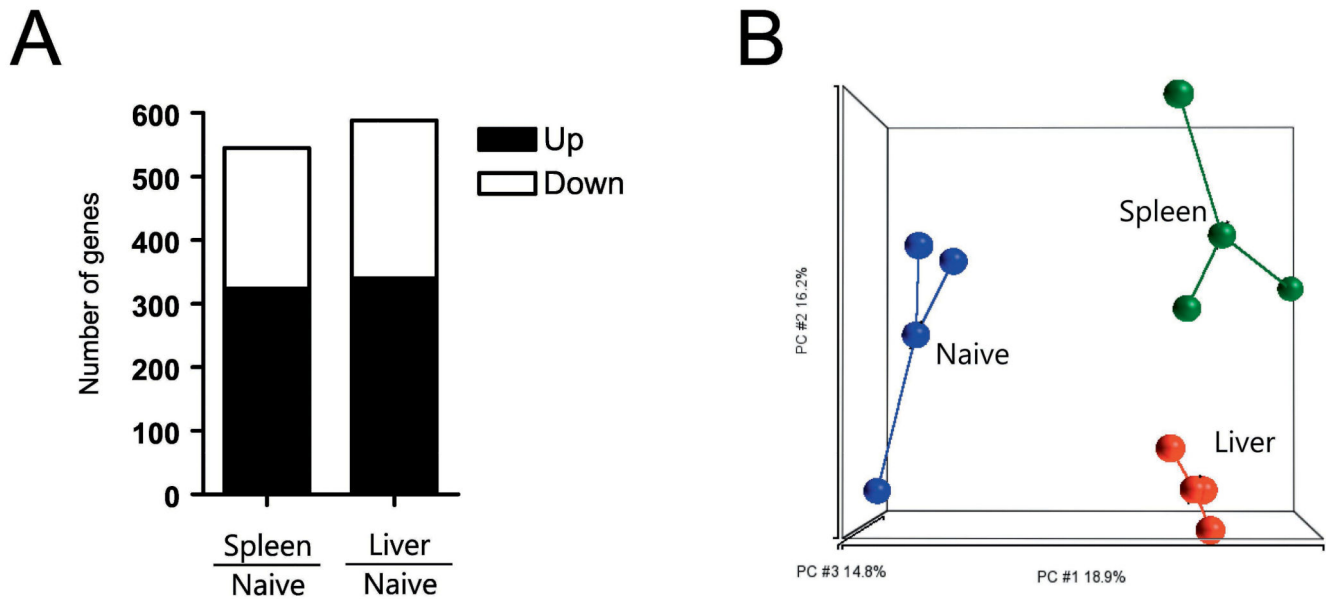 A
B
600
500
400
300
200
100
0
Number of genes
Up
Down
Spleen
Naive
Liver
Naive
Spleen
Naive
Liver
PC #2 16.2%
PC #3 14.8%
PC #1 18.9%